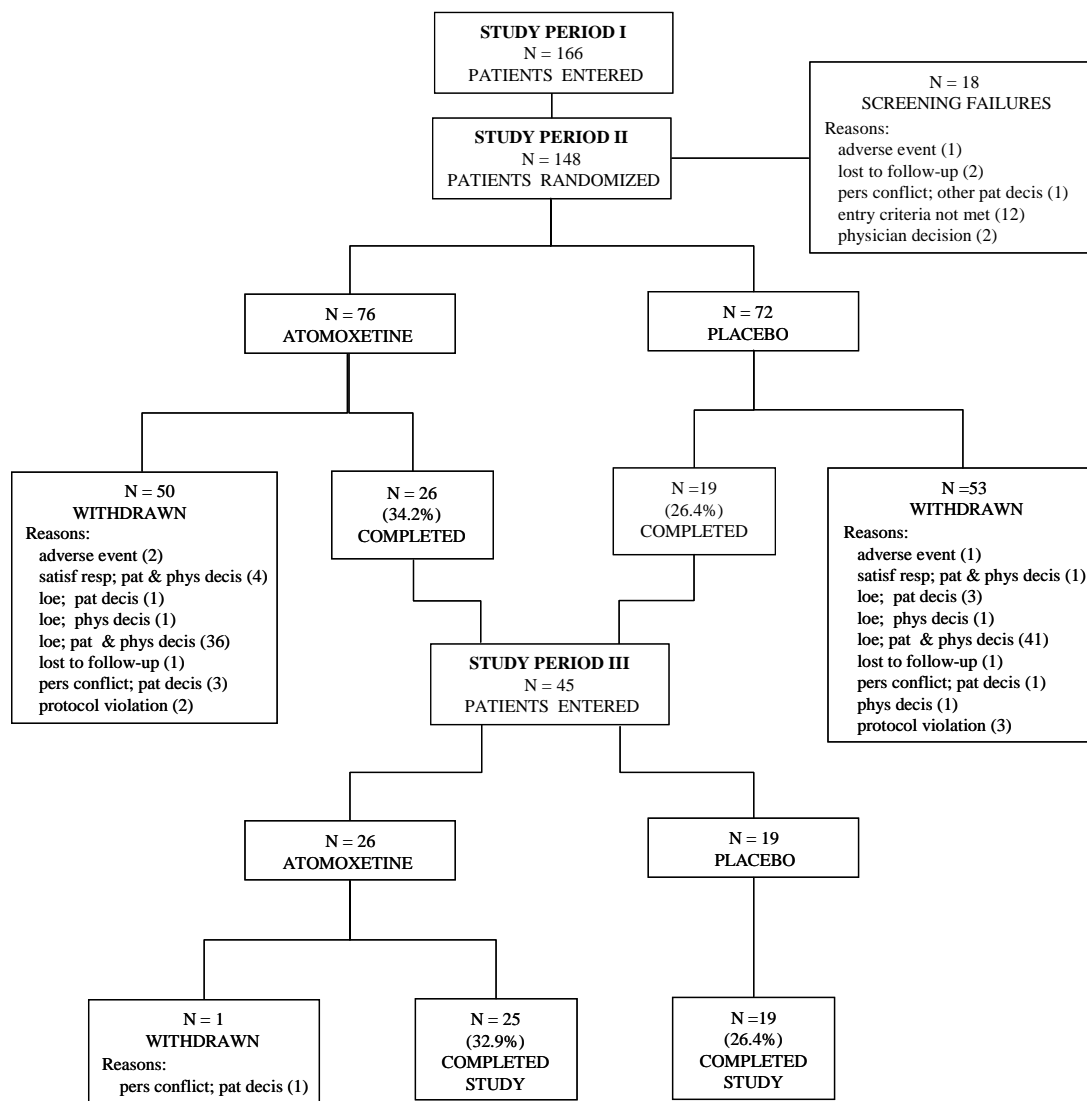 STUDY PERIOD I
N = 166
PATIENTS ENTERED
N = 18
SCREENING FAILURES
Reasons:
adverse event (1)
lost to follow-up (2)
pers conflict; other pat decis (1)
entry criteria not met (12)
physician decision (2)
STUDY PERIOD II
N = 148
PATIENTS RANDOMIZED
N = 76
ATOMOXETINE
N = 72
PLACEBO
N = 50
WITHDRAWN
Reasons:
adverse event (2)
satisf resp; pat & phys decis (4)
loe; pat decis (1)
loe; phys decis (1)
loe; pat & phys decis (36)
lost to follow-up (1)
pers conflict; pat decis (3)
protocol violation (2)
N = 26
(34.2%)
COMPLETED
N =19
(26.4%)
COMPLETED
N =53
WITHDRAWN
Reasons:
adverse event (1)
satisf resp; pat & phys decis (1)
loe; pat decis (3)
loe; phys decis (1)
loe; pat & phys decis (41)
lost to follow-up (1)
pers conflict; pat decis (1)
phys decis (1)
protocol violation (3)
STUDY PERIOD III
N = 45
PATIENTS ENTERED
N = 26
ATOMOXETINE
N = 19
PLACEBO
N = 1
WITHDRAWN
Reasons:
pers conflict; pat decis (1)
N = 25
(32.9%)
COMPLETED
STUDY
N =19
(26.4%)
COMPLETED
STUDY